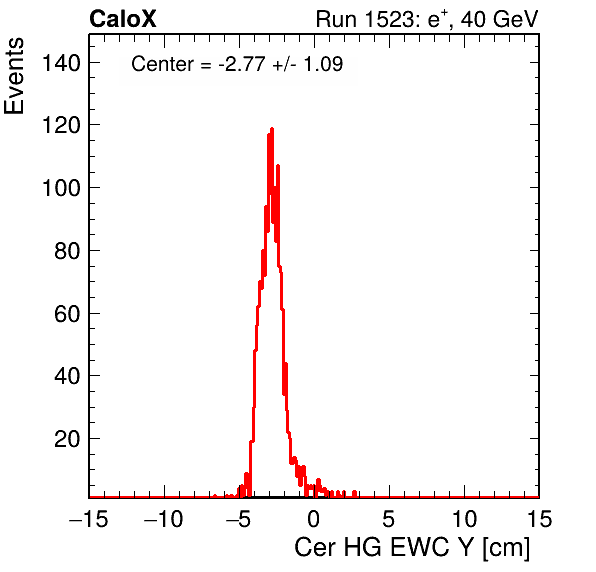 CaloX Run 1523: e⁺, 40 GeV
Events
Center = -2.77 +/- 1.09
140
120
100
80
60
40
20
−15 −10 −5 0 5 10 15
Cer HG EWC Y [cm]